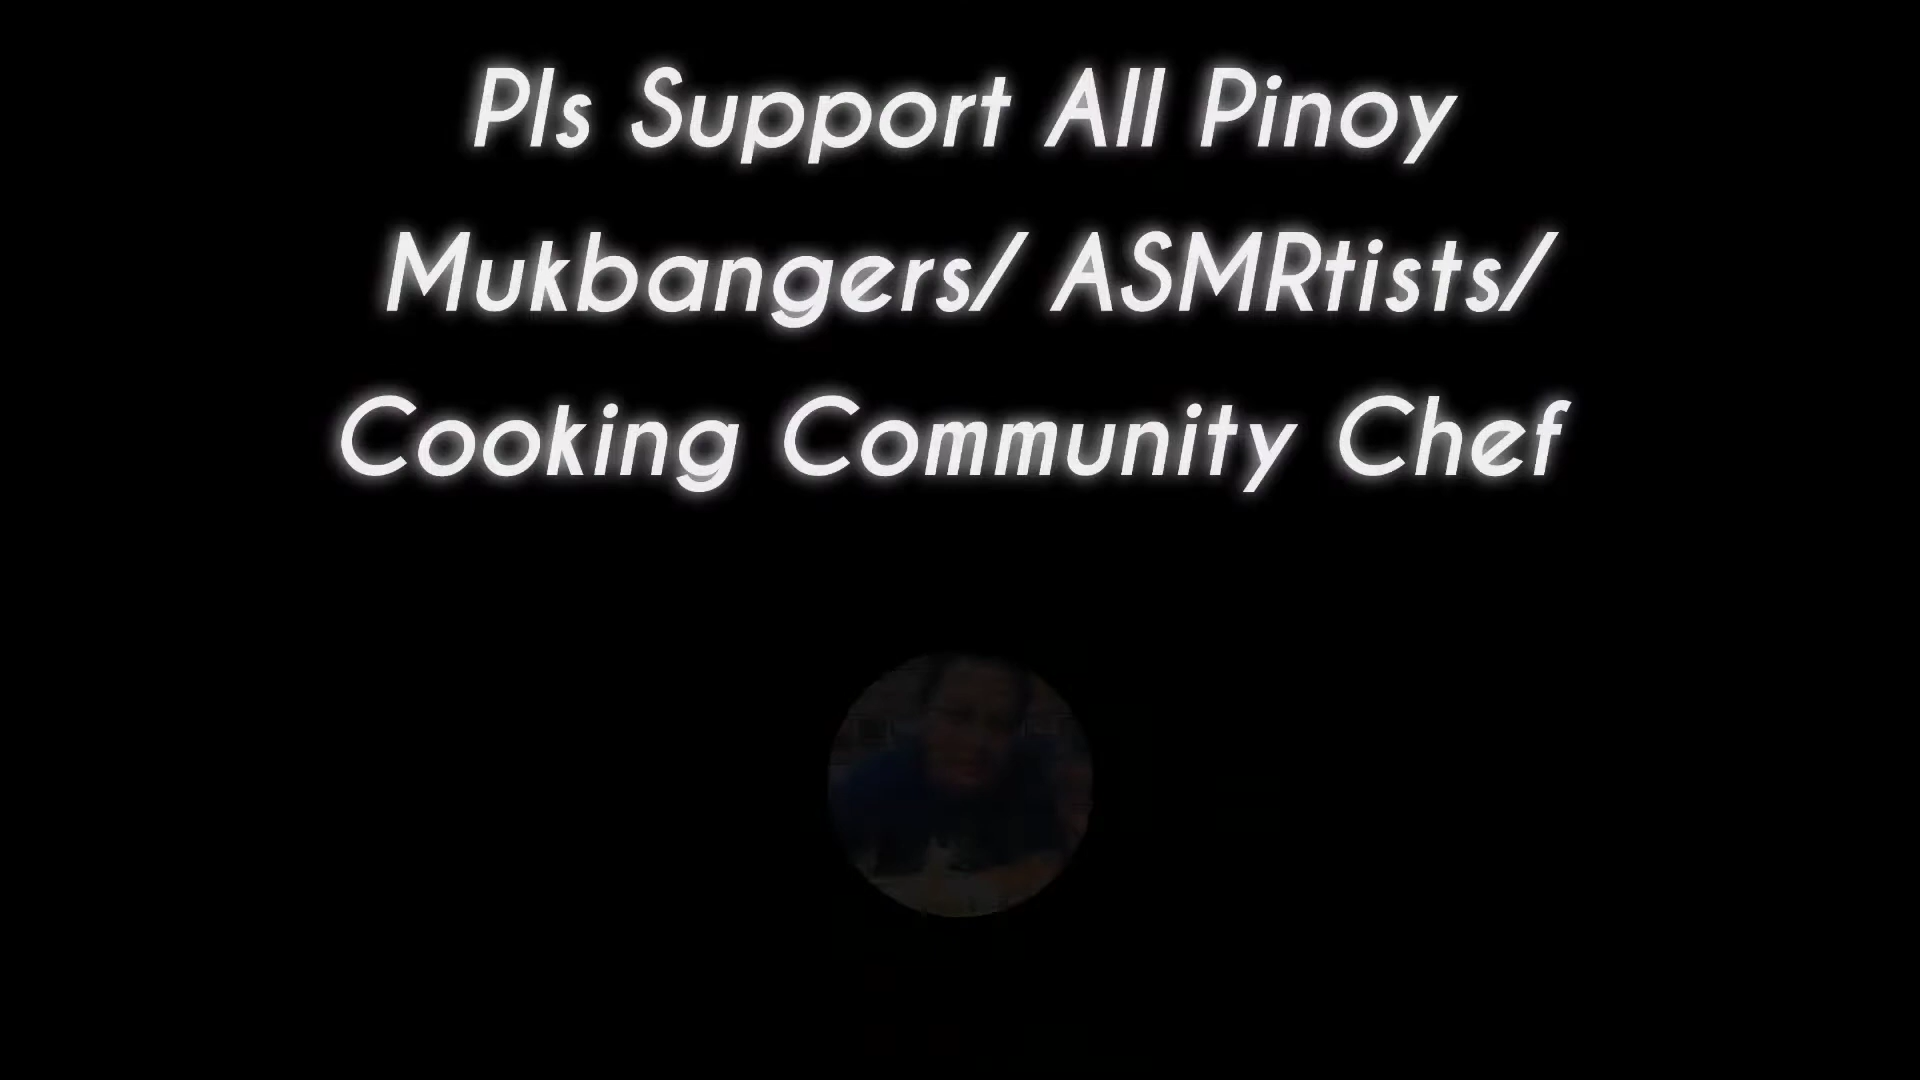 Pls Support All Pinoy
Mukbangers/ ASMRtists/
Cooking Community Chef